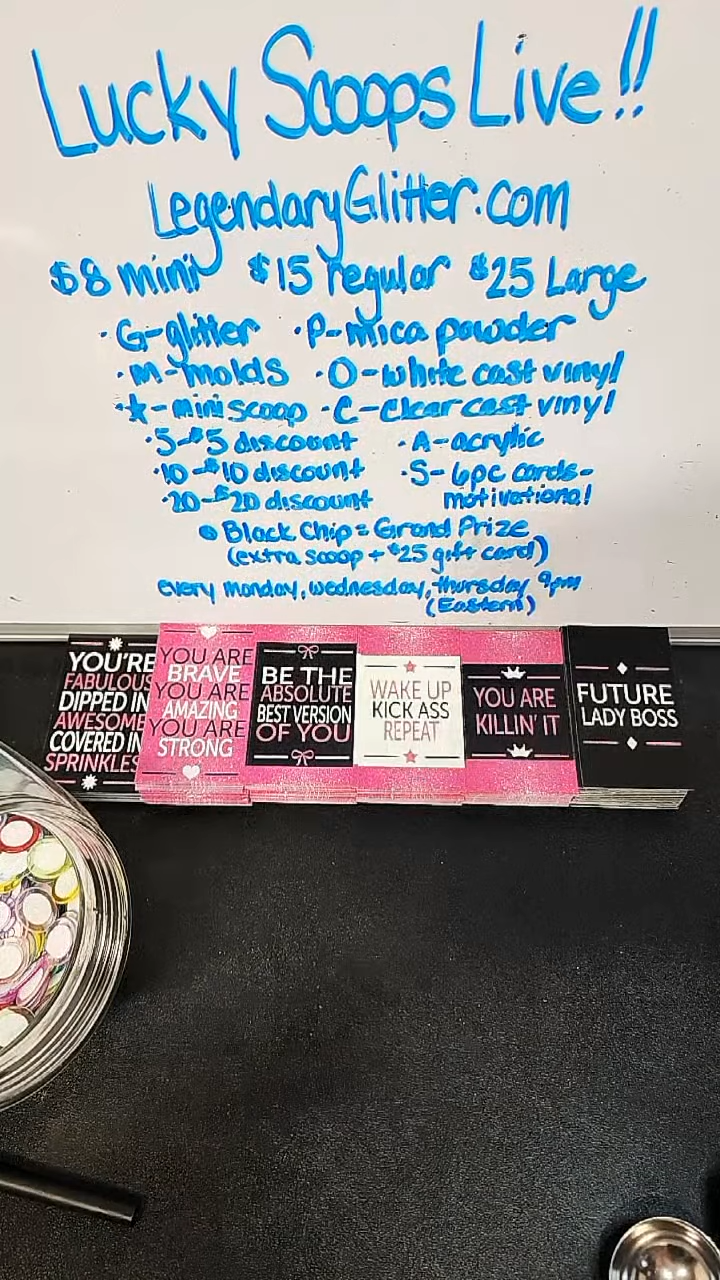 Lucky Scoops Live!!
LegendaryGlitter.com
$8 mini $15 regular $25 Large
·G-glitter ·P-mica powder
·M-molds ·O-white cast vinyl
·★-mini scoop ·C-clear cast vinyl
·5-$5 discount ·A-acrylic
·10-$10 discount ·S-6pc cards-
·20-$20 discount motivational
● Black Chip = Grand Prize
(extra scoop + $25 gift card)
every monday, wednesday, thursday 9pm
(Eastern)
YOU'RE
FABULOUS
DIPPED IN
AWESOME
COVERED IN
SPRINKLES
YOU ARE
BRAVE
YOU ARE
AMAZING
YOU ARE
STRONG
BE THE
ABSOLUTE
BEST VERSION
OF YOU
WAKE UP
KICK ASS
REPEAT
YOU ARE
KILLIN' IT
FUTURE
LADY BOSS